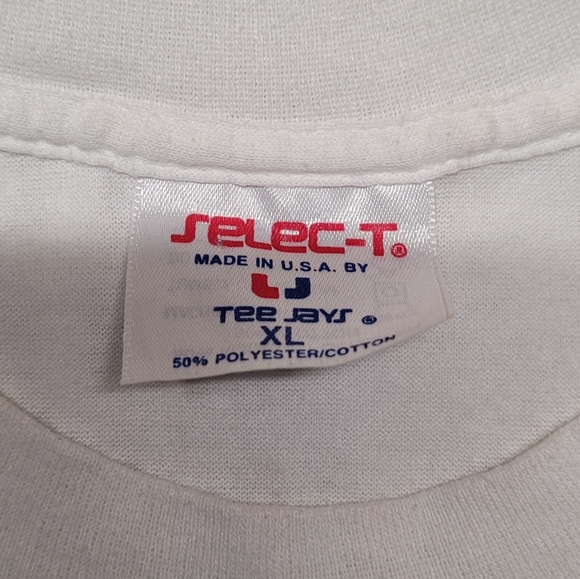 SELEC-T®
MADE IN U.S.A. BY
TEE JAYS ®
XL
50% POLYESTER/COTTON